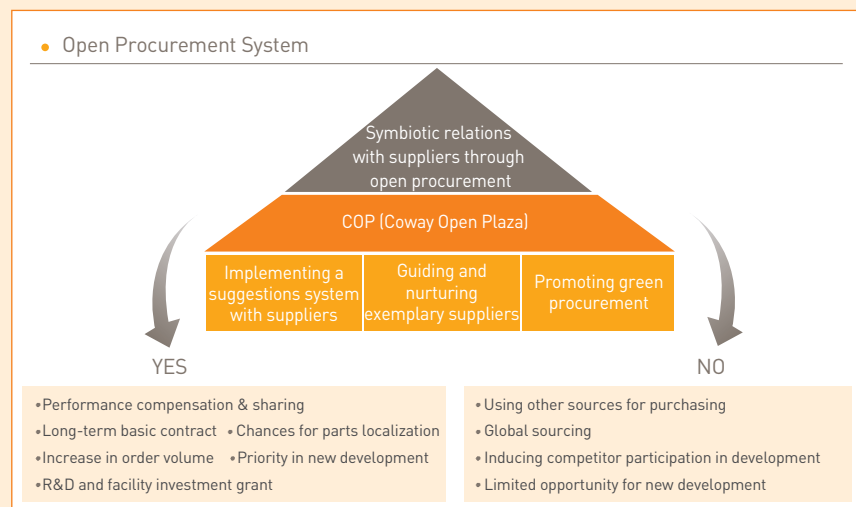 • Open Procurement System
Symbiotic relations
with suppliers through
open procurement
COP (Coway Open Plaza)
Implementing a
suggestions system
with suppliers
Guiding and
nurturing
exemplary suppliers
Promoting green
procurement
YES
•Performance compensation & sharing
•Long-term basic contract •Chances for parts localization
•Increase in order volume •Priority in new development
•R&D and facility investment grant
NO
•Using other sources for purchasing
•Global sourcing
•Inducing competitor participation in development
•Limited opportunity for new development